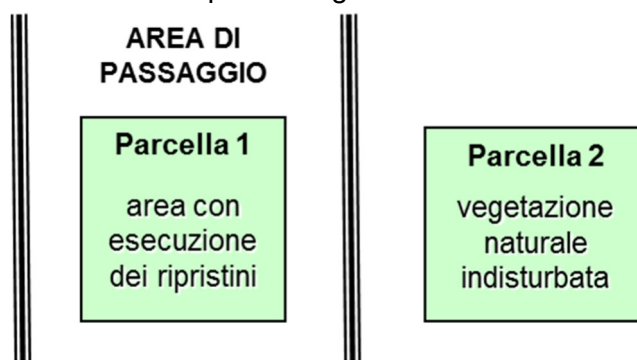 AREA DI
PASSAGGIO
Parcella 1
area con
esecuzione
dei ripristini
Parcella 2
vegetazione
naturale
indisturbata